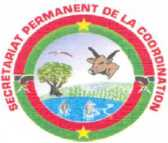 SECRETARIAT PERMANENT DE LA COORDINATION